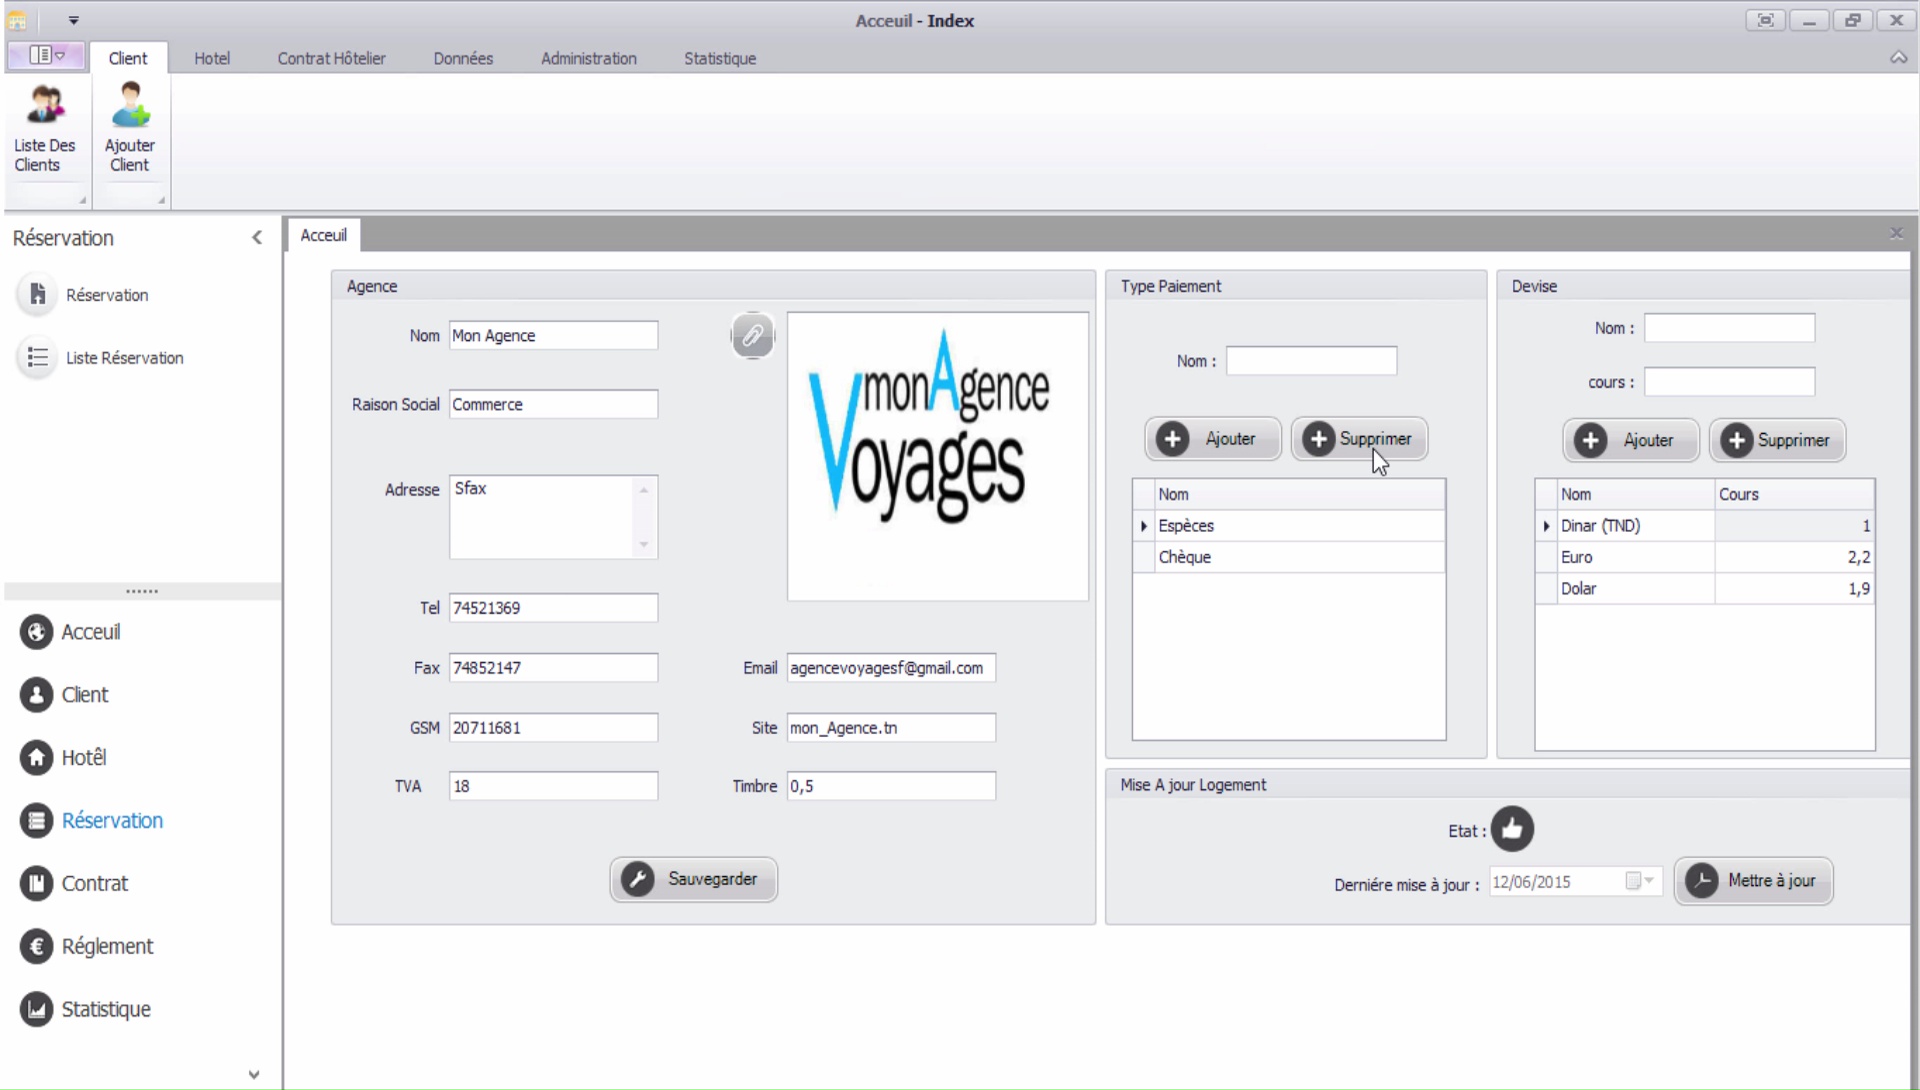 Acceuil - Index
Client
Hotel
Contrat Hôtelier
Données
Administration
Statistique
Liste Des
Clients
Ajouter
Client
Réservation
Réservation
Liste Réservation
Acceuil
Client
Hotêl
Réservation
Contrat
Réglement
Statistique
Acceuil
Agence
Nom Mon Agence
Raison Social Commerce
Adresse Sfax
Tel 74521369
Fax 74852147
GSM 20711681
TVA 18
monAgence
Voyages
Email agencevoyagesf@gmail.com
Site mon_Agence.tn
Timbre 0,5
Sauvegarder
Type Paiement
Nom :
Ajouter Supprimer
Nom
Espèces
Chèque
Devise
Nom :
cours :
Ajouter Supprimer
Nom Cours
Dinar (TND) 1
Euro 2,2
Dolar 1,9
Mise A jour Logement
Etat :
Derniére mise à jour : 12/06/2015 Mettre à jour